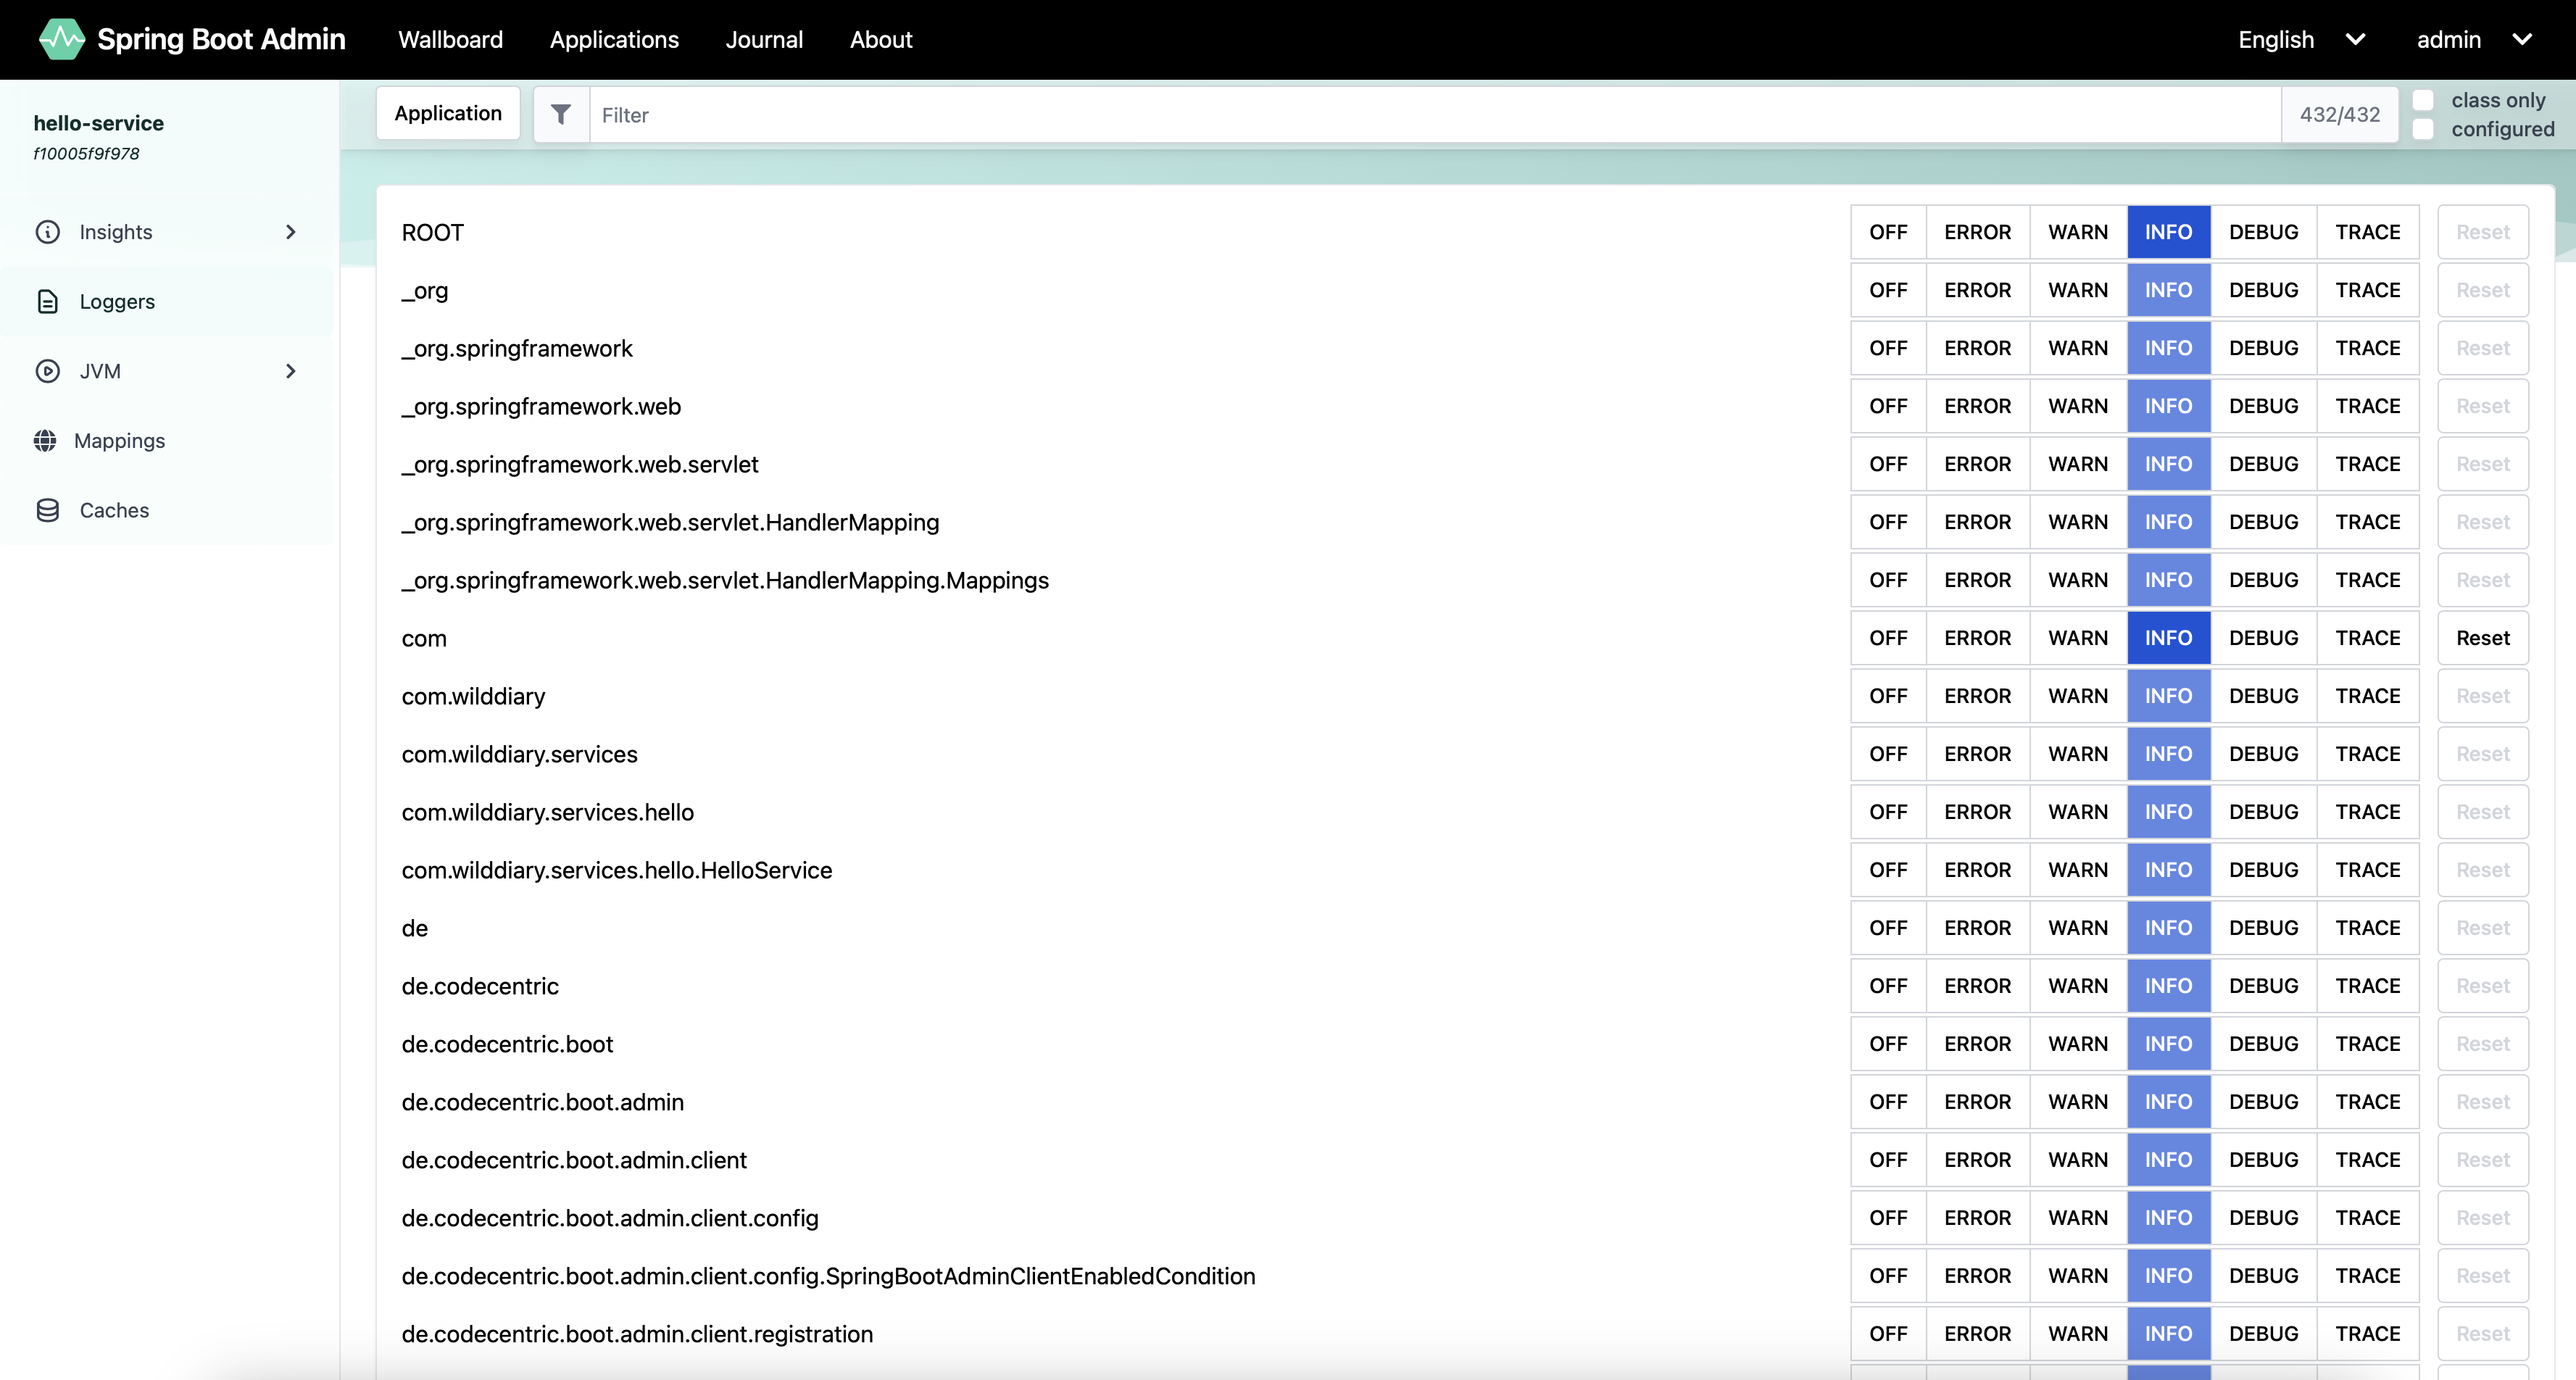 Spring Boot Admin Wallboard Applications Journal About English admin
hello-service
f10005f9f978
Insights
Loggers
JVM
Mappings
Caches
Application Filter 432/432 class only
configured
ROOT OFF ERROR WARN INFO DEBUG TRACE Reset
_org OFF ERROR WARN INFO DEBUG TRACE Reset
_org.springframework OFF ERROR WARN INFO DEBUG TRACE Reset
_org.springframework.web OFF ERROR WARN INFO DEBUG TRACE Reset
_org.springframework.web.servlet OFF ERROR WARN INFO DEBUG TRACE Reset
_org.springframework.web.servlet.HandlerMapping OFF ERROR WARN INFO DEBUG TRACE Reset
_org.springframework.web.servlet.HandlerMapping.Mappings OFF ERROR WARN INFO DEBUG TRACE Reset
com OFF ERROR WARN INFO DEBUG TRACE Reset
com.wilddiary OFF ERROR WARN INFO DEBUG TRACE Reset
com.wilddiary.services OFF ERROR WARN INFO DEBUG TRACE Reset
com.wilddiary.services.hello OFF ERROR WARN INFO DEBUG TRACE Reset
com.wilddiary.services.hello.HelloService OFF ERROR WARN INFO DEBUG TRACE Reset
de OFF ERROR WARN INFO DEBUG TRACE Reset
de.codecentric OFF ERROR WARN INFO DEBUG TRACE Reset
de.codecentric.boot OFF ERROR WARN INFO DEBUG TRACE Reset
de.codecentric.boot.admin OFF ERROR WARN INFO DEBUG TRACE Reset
de.codecentric.boot.admin.client OFF ERROR WARN INFO DEBUG TRACE Reset
de.codecentric.boot.admin.client.config OFF ERROR WARN INFO DEBUG TRACE Reset
de.codecentric.boot.admin.client.config.SpringBootAdminClientEnabledCondition OFF ERROR WARN INFO DEBUG TRACE Reset
de.codecentric.boot.admin.client.registration OFF ERROR WARN INFO DEBUG TRACE Reset